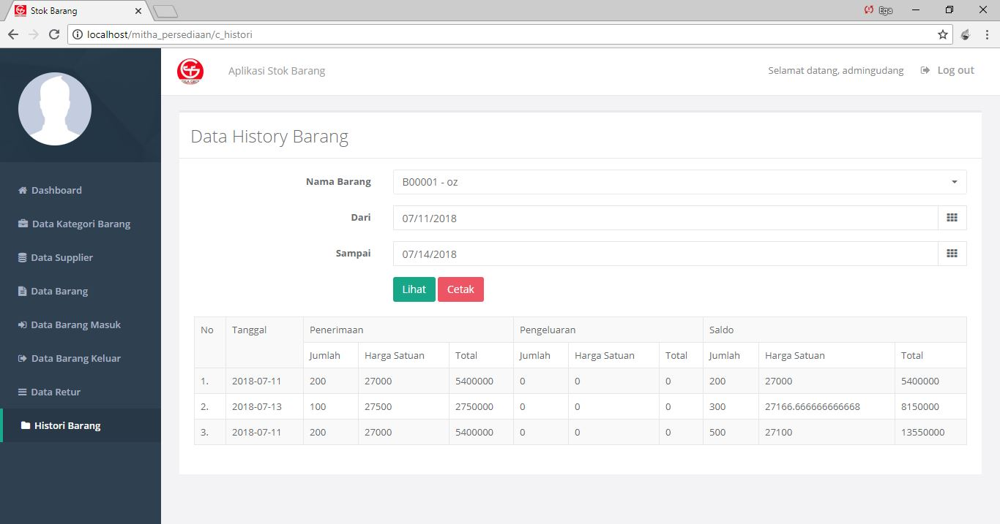 Stok Barang
Ega
localhost/mitha_persediaan/c_histori
Aplikasi Stok Barang
Selamat datang, admingudang Log out
Dashboard
Data Kategori Barang
Data Supplier
Data Barang
Data Barang Masuk
Data Barang Keluar
Data Retur
Histori Barang
Data History Barang
Nama Barang B00001 - oz
Dari 07/11/2018
Sampai 07/14/2018
Lihat Cetak
No Tanggal Penerimaan Pengeluaran Saldo
Jumlah Harga Satuan Total Jumlah Harga Satuan Total Jumlah Harga Satuan Total
1. 2018-07-11 200 27000 5400000 0 0 0 200 27000 5400000
2. 2018-07-13 100 27500 2750000 0 0 0 300 27166.666666666668 8150000
3. 2018-07-11 200 27000 5400000 0 0 0 500 27100 13550000